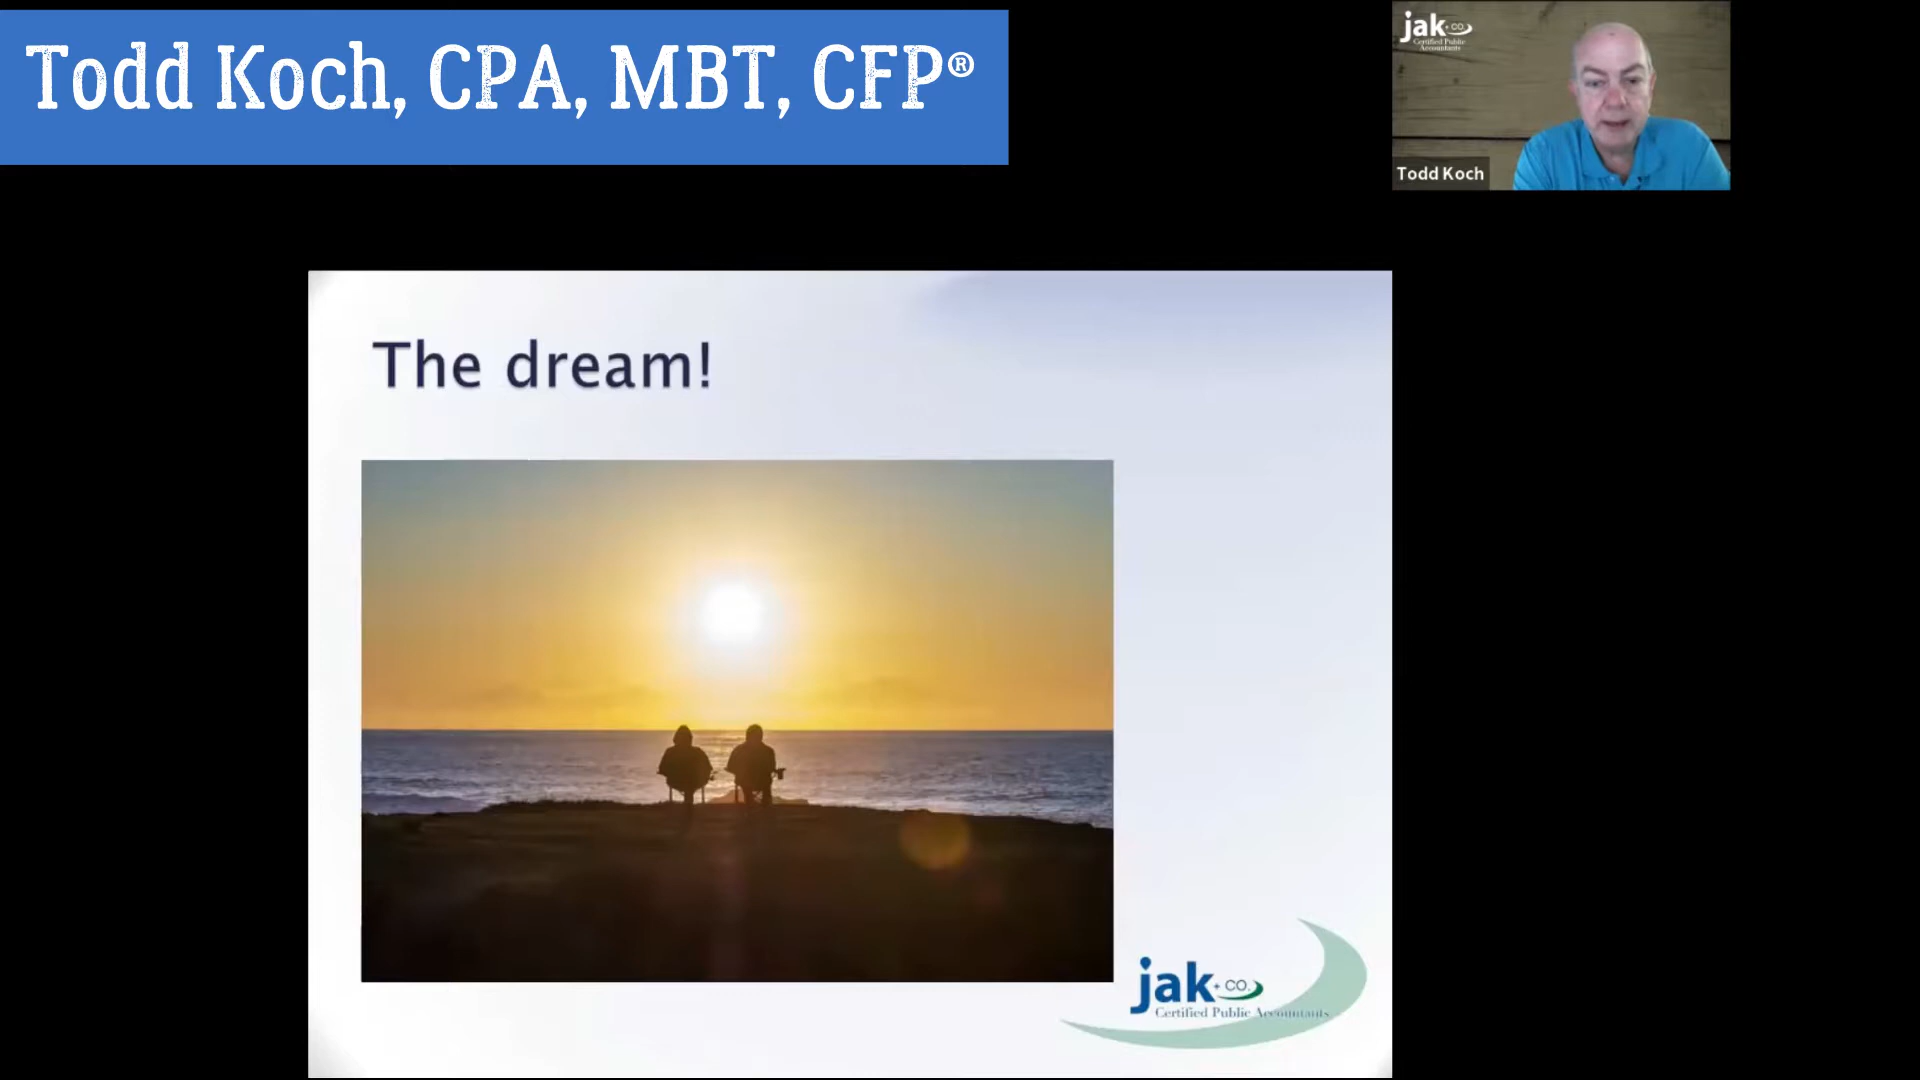 Todd Koch, CPA, MBT, CFP®
jak + CO.
Certified Public
Accountants
Todd Koch
The dream!
jak + CO.
Certified Public Accountants